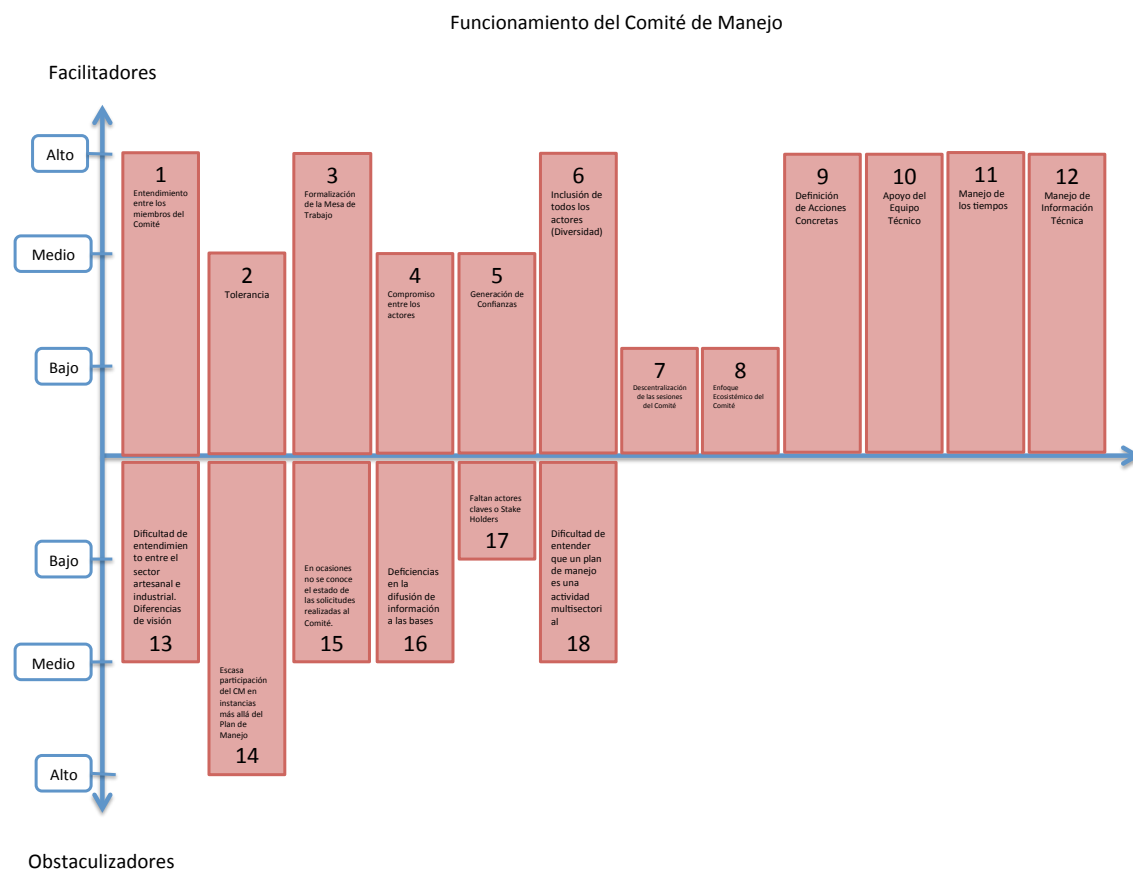 Funcionamiento del Comité de Manejo
Facilitadores
Alto
Medio
Bajo
1
Entendimiento
entre los
miembros del
Comité
2
Tolerancia
3
Formalización
de la Mesa de
Trabajo
4
Compromiso
entre los
actores
5
Generación de
Confianzas
6
Inclusión de
todos los
actores
(Diversidad)
7
Descentralización
de las sesiones
del Comité
8
Enfoque
Ecosistémico del
Comité
9
Definición
de Acciones
Concretas
10
Apoyo del
Equipo
Técnico
11
Manejo de
los tiempos
12
Manejo de
Información
Técnica
Bajo
Medio
Alto
Dificultad de
entendimien
to entre el
sector
artesanal e
industrial.
Diferencias
de visión
13
Escasa
participación
del CM en
instancias
más allá del
Plan de
Manejo
14
En ocasiones
no se conoce
el estado de
las solicitudes
realizadas al
Comité.
15
Deficiencias
en la
difusión de
información
a las bases
16
Faltan actores
claves o Stake
Holders
17
Dificultad de
entender
que un plan
de manejo
es una
actividad
multisectori
al
18
Obstaculizadores